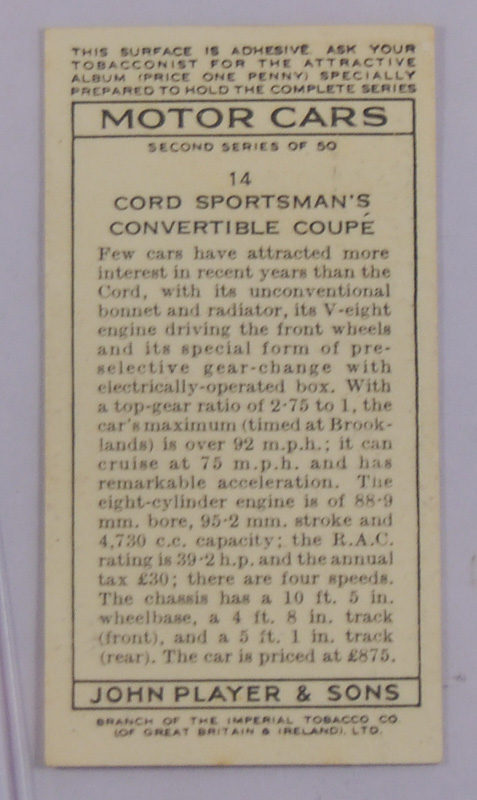 THIS SURFACE IS ADHESIVE. ASK YOUR
TOBACCONIST FOR THE ATTRACTIVE
ALBUM (PRICE ONE PENNY) SPECIALLY
PREPARED TO HOLD THE COMPLETE SERIES
MOTOR CARS
SECOND SERIES OF 50
14
CORD SPORTSMAN'S
CONVERTIBLE COUPÉ
Few cars have attracted more
interest in recent years than the
Cord, with its unconventional
bonnet and radiator, its V-eight
engine driving the front wheels
and its special form of pre-
selective gear-change with
electrically-operated box. With
a top-gear ratio of 2·75 to 1, the
car's maximum (timed at Brook-
lands) is over 92 m.p.h.; it can
cruise at 75 m.p.h. and has
remarkable acceleration. The
eight-cylinder engine is of 88·9
mm. bore, 95·2 mm. stroke and
4,730 c.c. capacity; the R.A.C.
rating is 39·2 h.p. and the annual
tax £30; there are four speeds.
The chassis has a 10 ft. 5 in.
wheelbase, a 4 ft. 8 in. track
(front), and a 5 ft. 1 in. track
(rear). The car is priced at £875.
JOHN PLAYER & SONS
BRANCH OF THE IMPERIAL TOBACCO CO.
(OF GREAT BRITAIN & IRELAND), LTD.